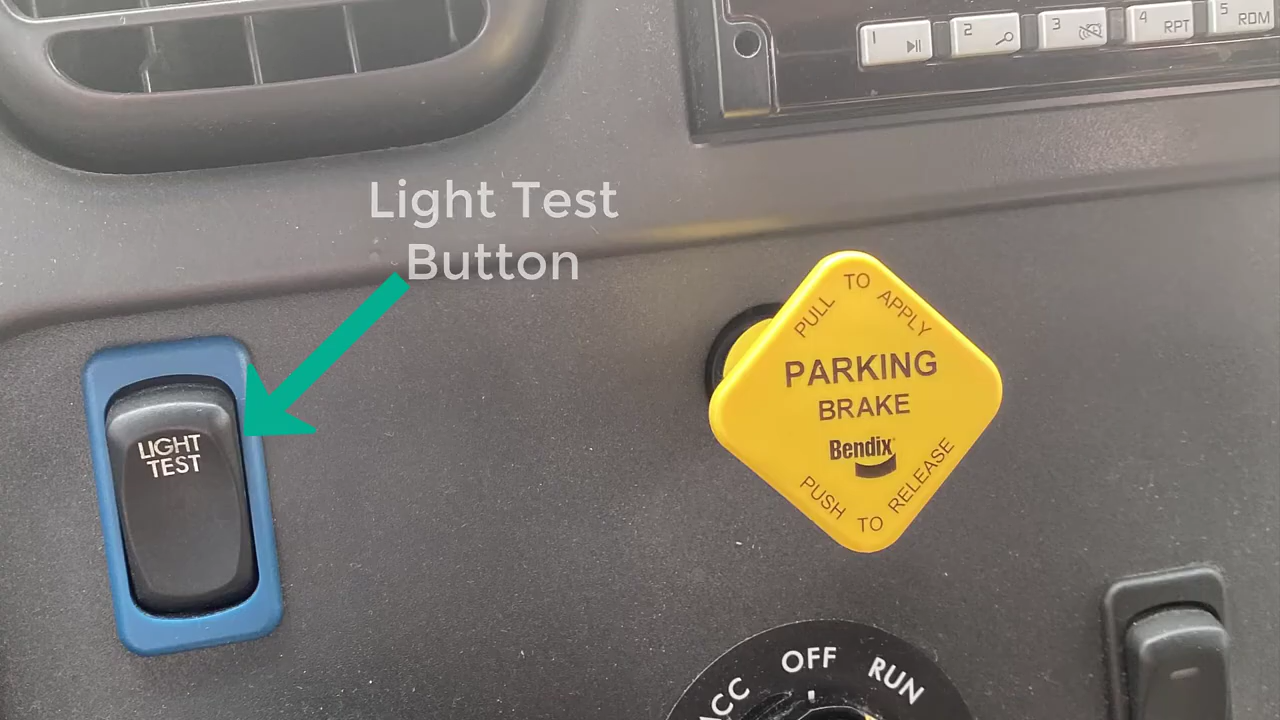 1
2
3
4 RPT
5 RDM
Light Test
Button
LIGHT
TEST
PULL TO APPLY
PARKING
BRAKE
Bendix
PUSH TO RELEASE
ACC OFF RUN